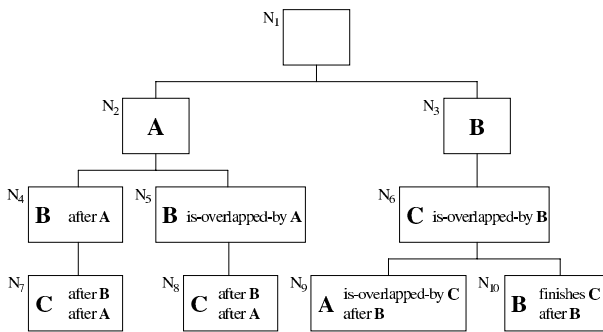 N1
N2
A
N3
B
N4
B after A
N5
B is-overlapped-by A
N6
C is-overlapped-by B
N7
C after B
after A
N8
C after B
after A
N9
A is-overlapped-by C
after B
N10
B finishes C
after B